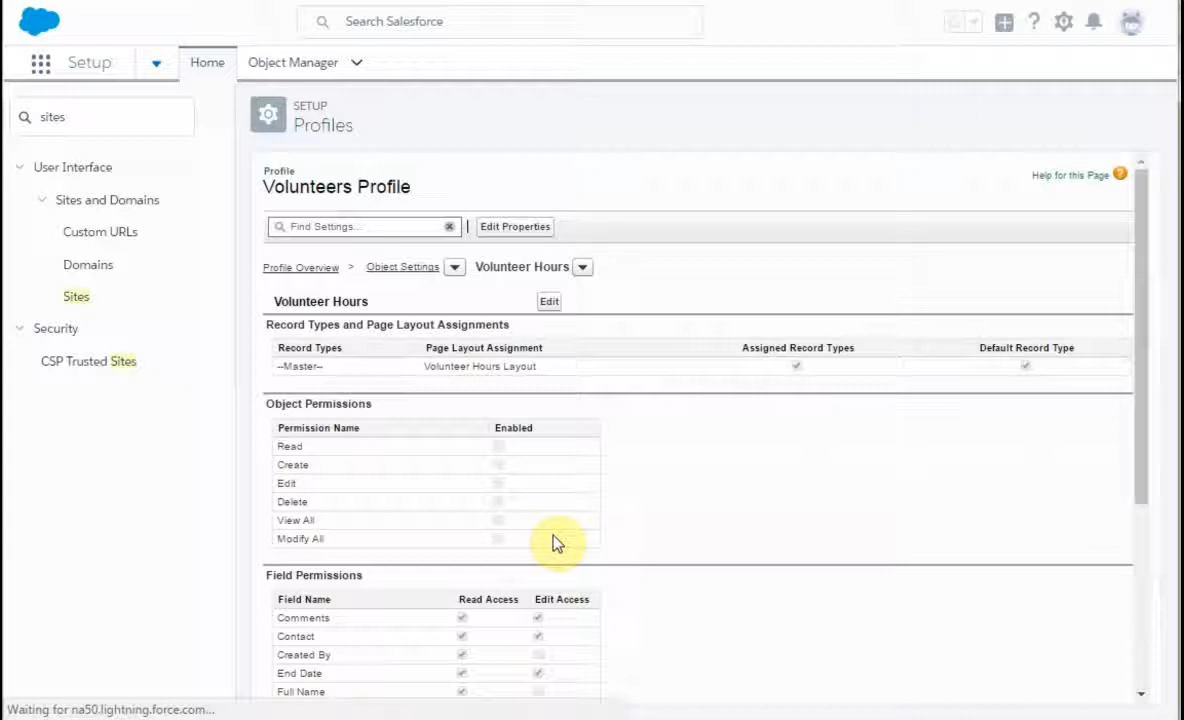 Search Salesforce
Setup
Home
Object Manager
sites
User Interface
Sites and Domains
Custom URLs
Domains
Sites
Security
CSP Trusted Sites
SETUP
Profiles
Profile
Volunteers Profile
Help for this Page
Find Settings...
Edit Properties
Profile Overview > Object Settings Volunteer Hours
Volunteer Hours Edit
Record Types and Page Layout Assignments
Record Types Page Layout Assignment Assigned Record Types Default Record Type
--Master-- Volunteer Hours Layout
Object Permissions
Permission Name Enabled
Read
Create
Edit
Delete
View All
Modify All
Field Permissions
Field Name Read Access Edit Access
Comments
Contact
Created By
End Date
Full Name
Waiting for na50.lightning.force.com...